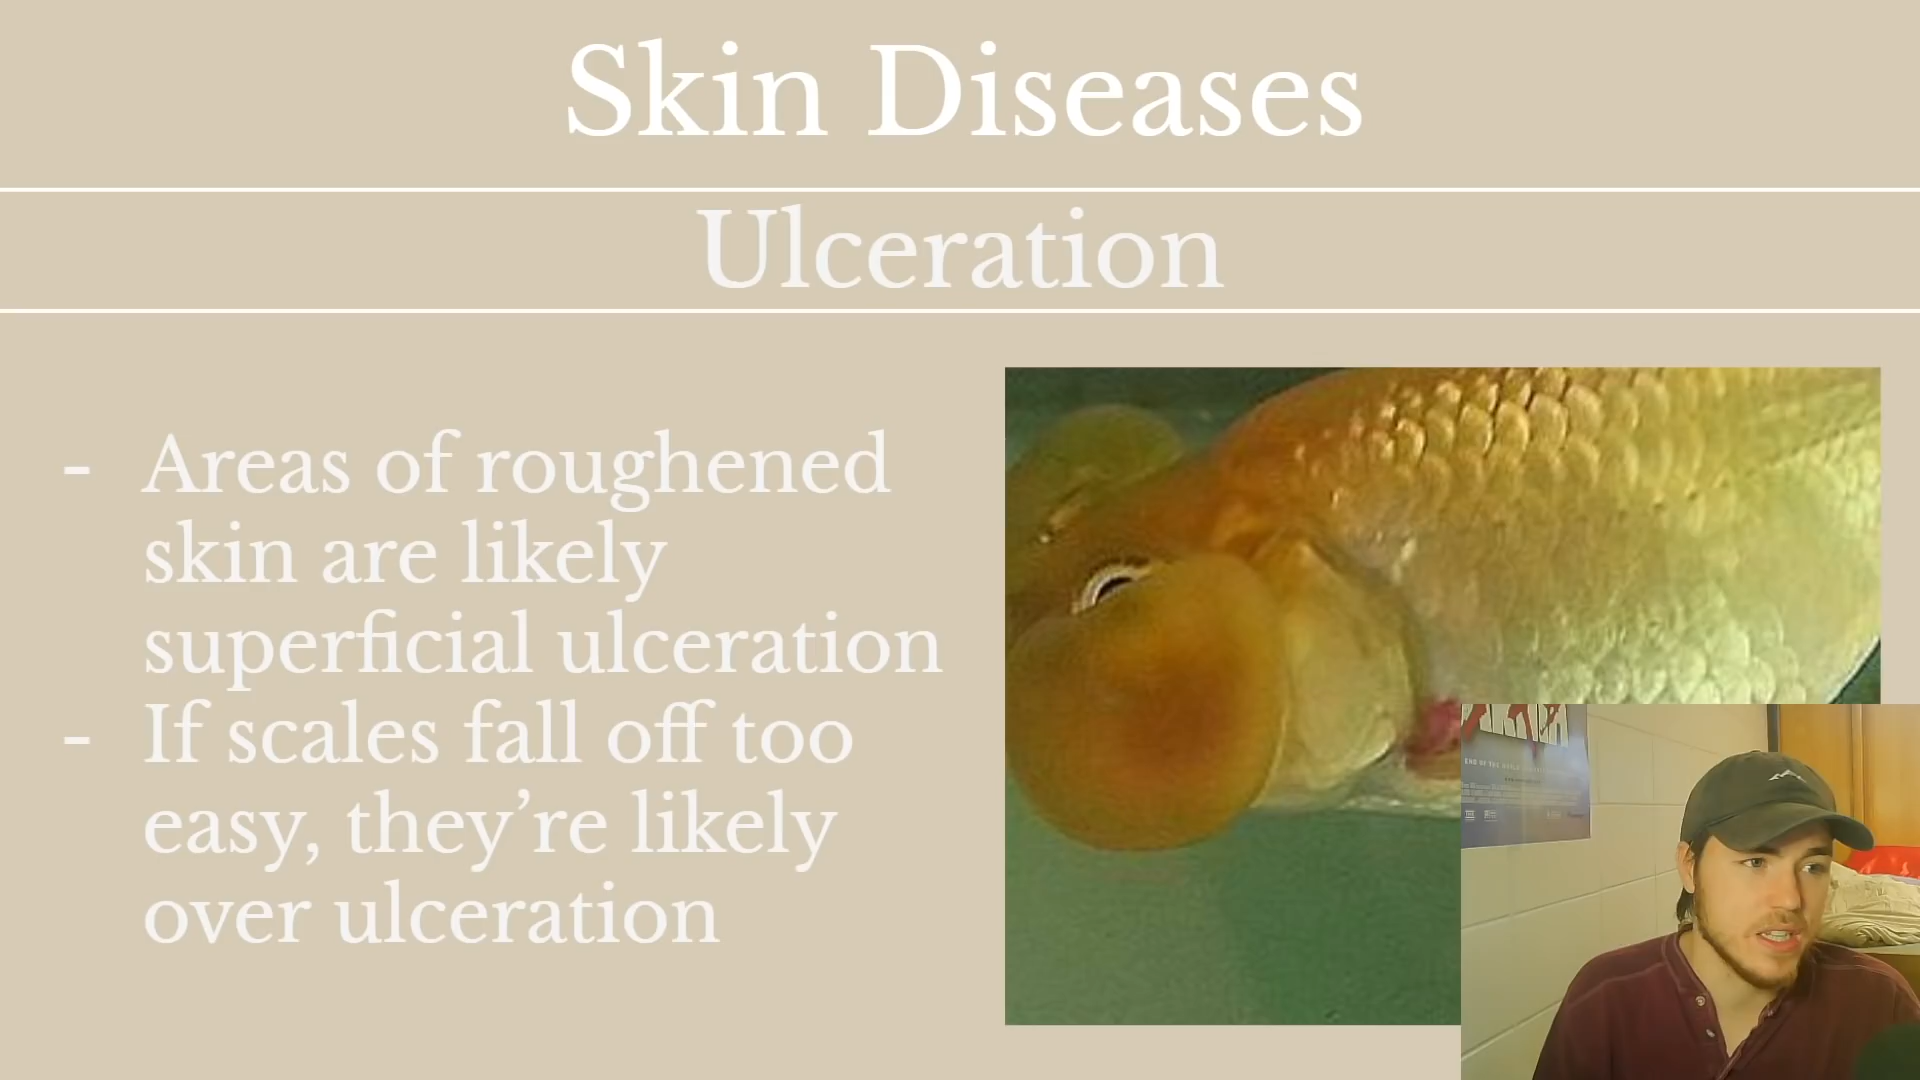 Skin Diseases
Ulceration
- Areas of roughened
skin are likely
superficial ulceration
- If scales fall off too
easy, they’re likely
over ulceration